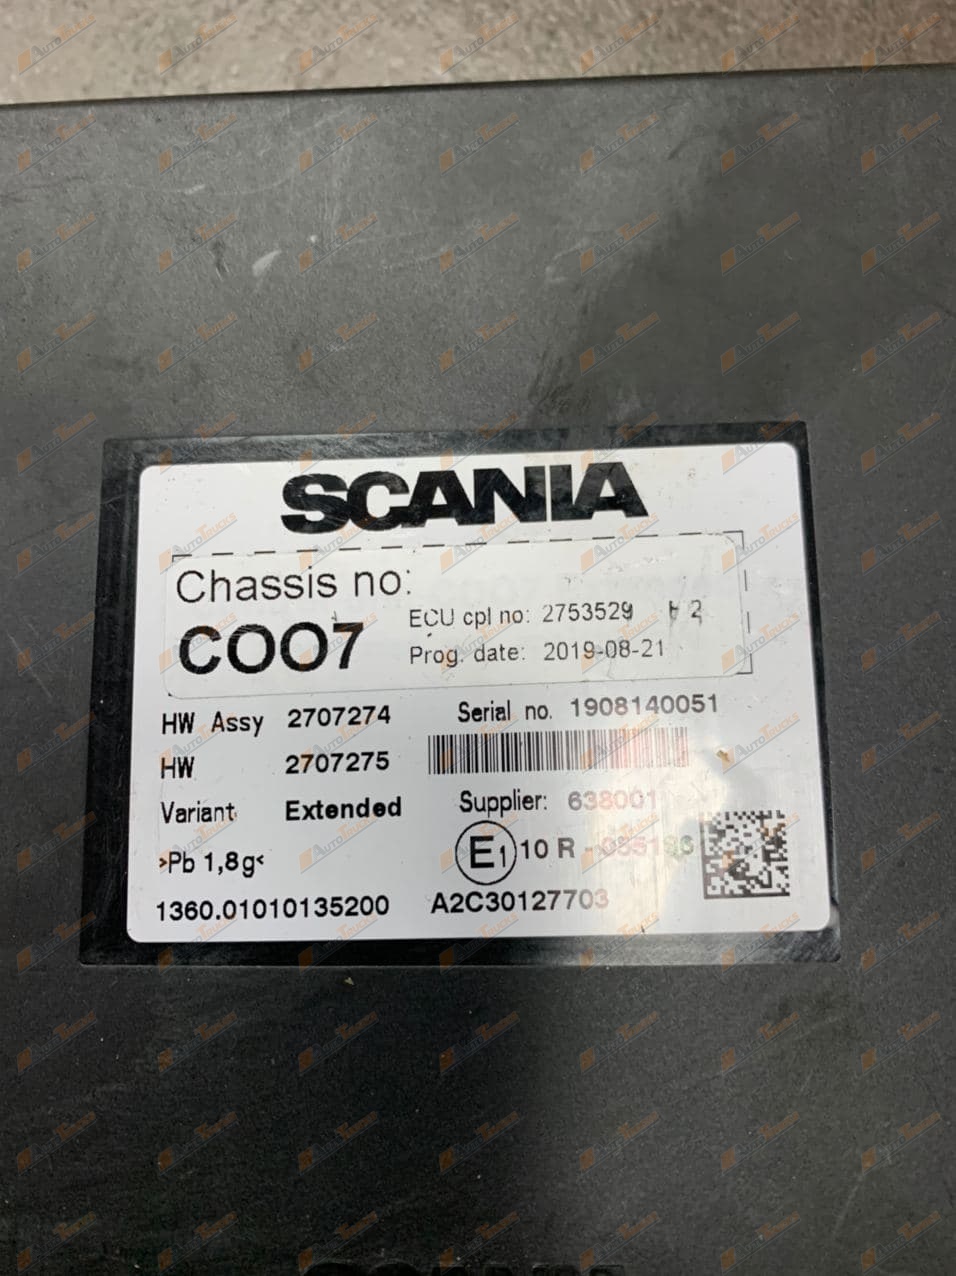 SCANIA
Chassis no:
COO7
ECU cpl no: 2753529
Prog. date: 2019-08-21
HW Assy 2707274
Serial no. 1908140051
HW 2707275
Variant Extended
Supplier: 638001
>Pb 1,8g<
E1 10 R -
1360.01010135200
A2C30127703
AUTOTRUCKS